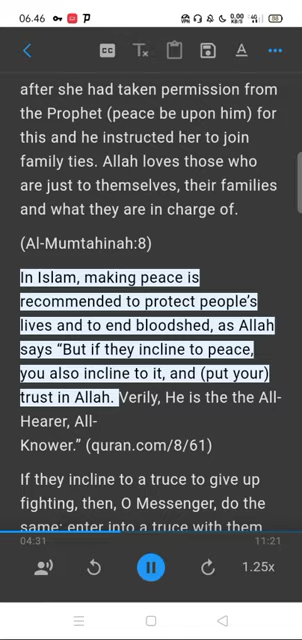 06.46
0.00
KB/s
4G
80
CC
after she had taken permission from
the Prophet (peace be upon him) for
this and he instructed her to join
family ties. Allah loves those who
are just to themselves, their families
and what they are in charge of.
(Al-Mumtahinah:8)
In Islam, making peace is
recommended to protect people's
lives and to end bloodshed, as Allah
says “But if they incline to peace,
you also incline to it, and (put your)
trust in Allah. Verily, He is the the All-
Hearer, All-
Knower.” (quran.com/8/61)
If they incline to a truce to give up
fighting, then, O Messenger, do the
same: enter into a truce with them
04:31 11:21
1.25x